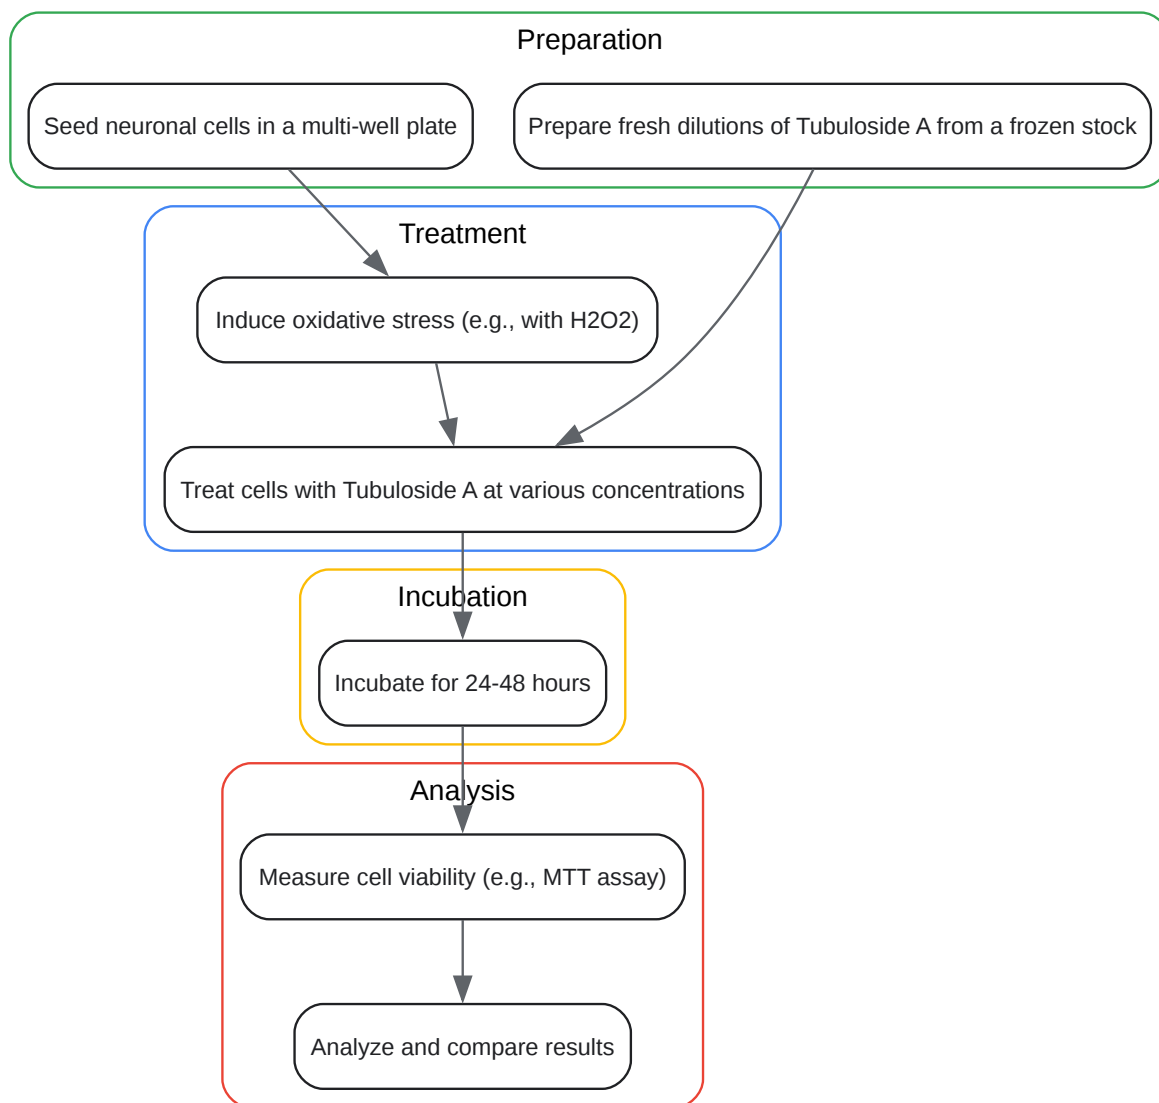 Preparation
Seed neuronal cells in a multi-well plate
Prepare fresh dilutions of Tubuloside A from a frozen stock
Treatment
Induce oxidative stress (e.g., with H2O2)
Treat cells with Tubuloside A at various concentrations
Incubation
Incubate for 24-48 hours
Analysis
Measure cell viability (e.g., MTT assay)
Analyze and compare results